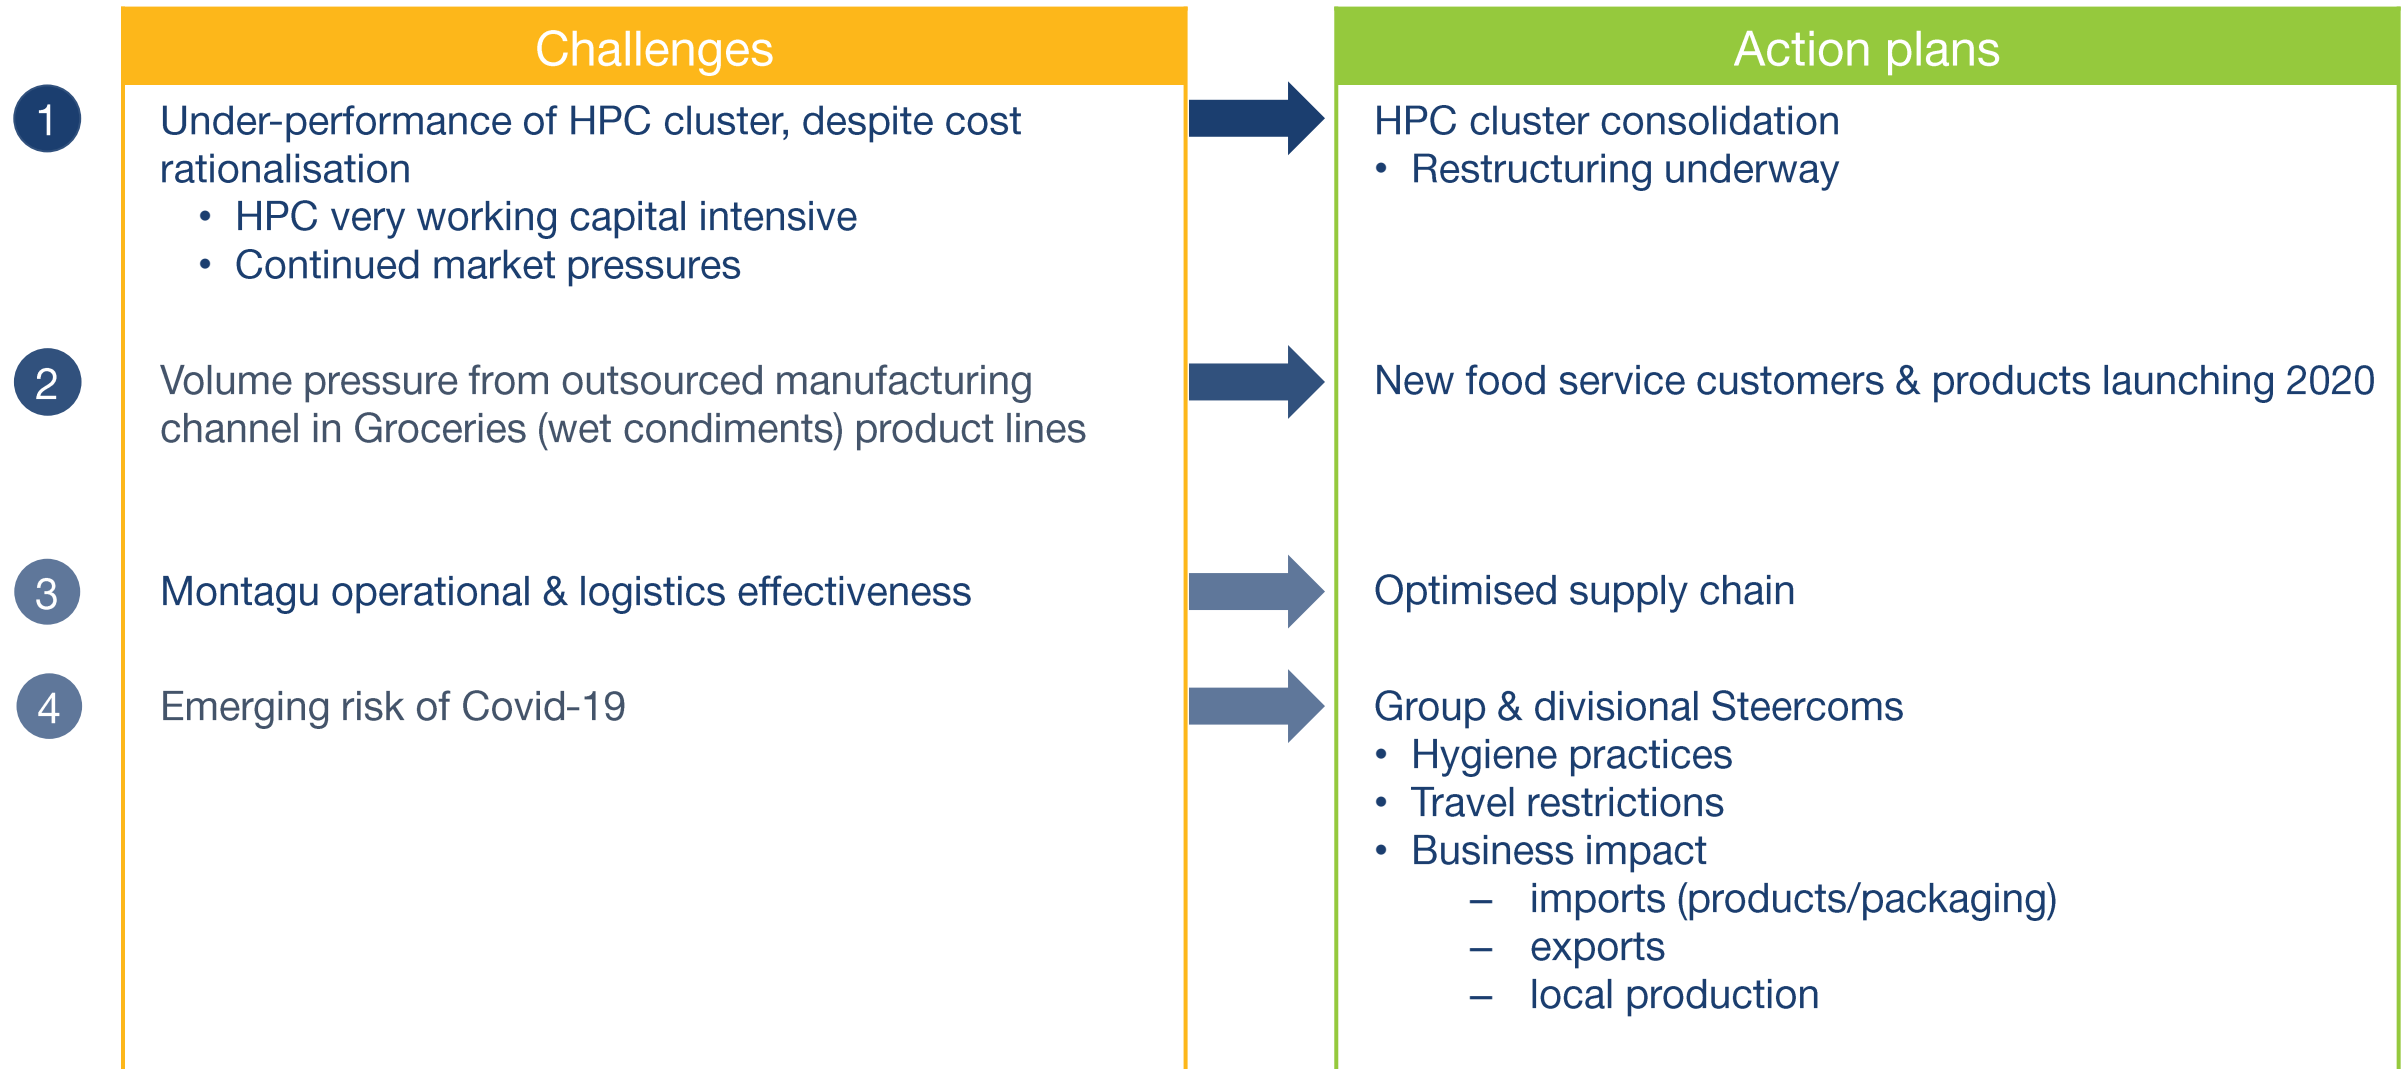 Challenges
Action plans
1
Under-performance of HPC cluster, despite cost
rationalisation
• HPC very working capital intensive
• Continued market pressures
HPC cluster consolidation
• Restructuring underway
2
Volume pressure from outsourced manufacturing
channel in Groceries (wet condiments) product lines
New food service customers & products launching 2020
3
Montagu operational & logistics effectiveness
Optimised supply chain
4
Emerging risk of Covid-19
Group & divisional Steercoms
• Hygiene practices
• Travel restrictions
• Business impact
– imports (products/packaging)
– exports
– local production